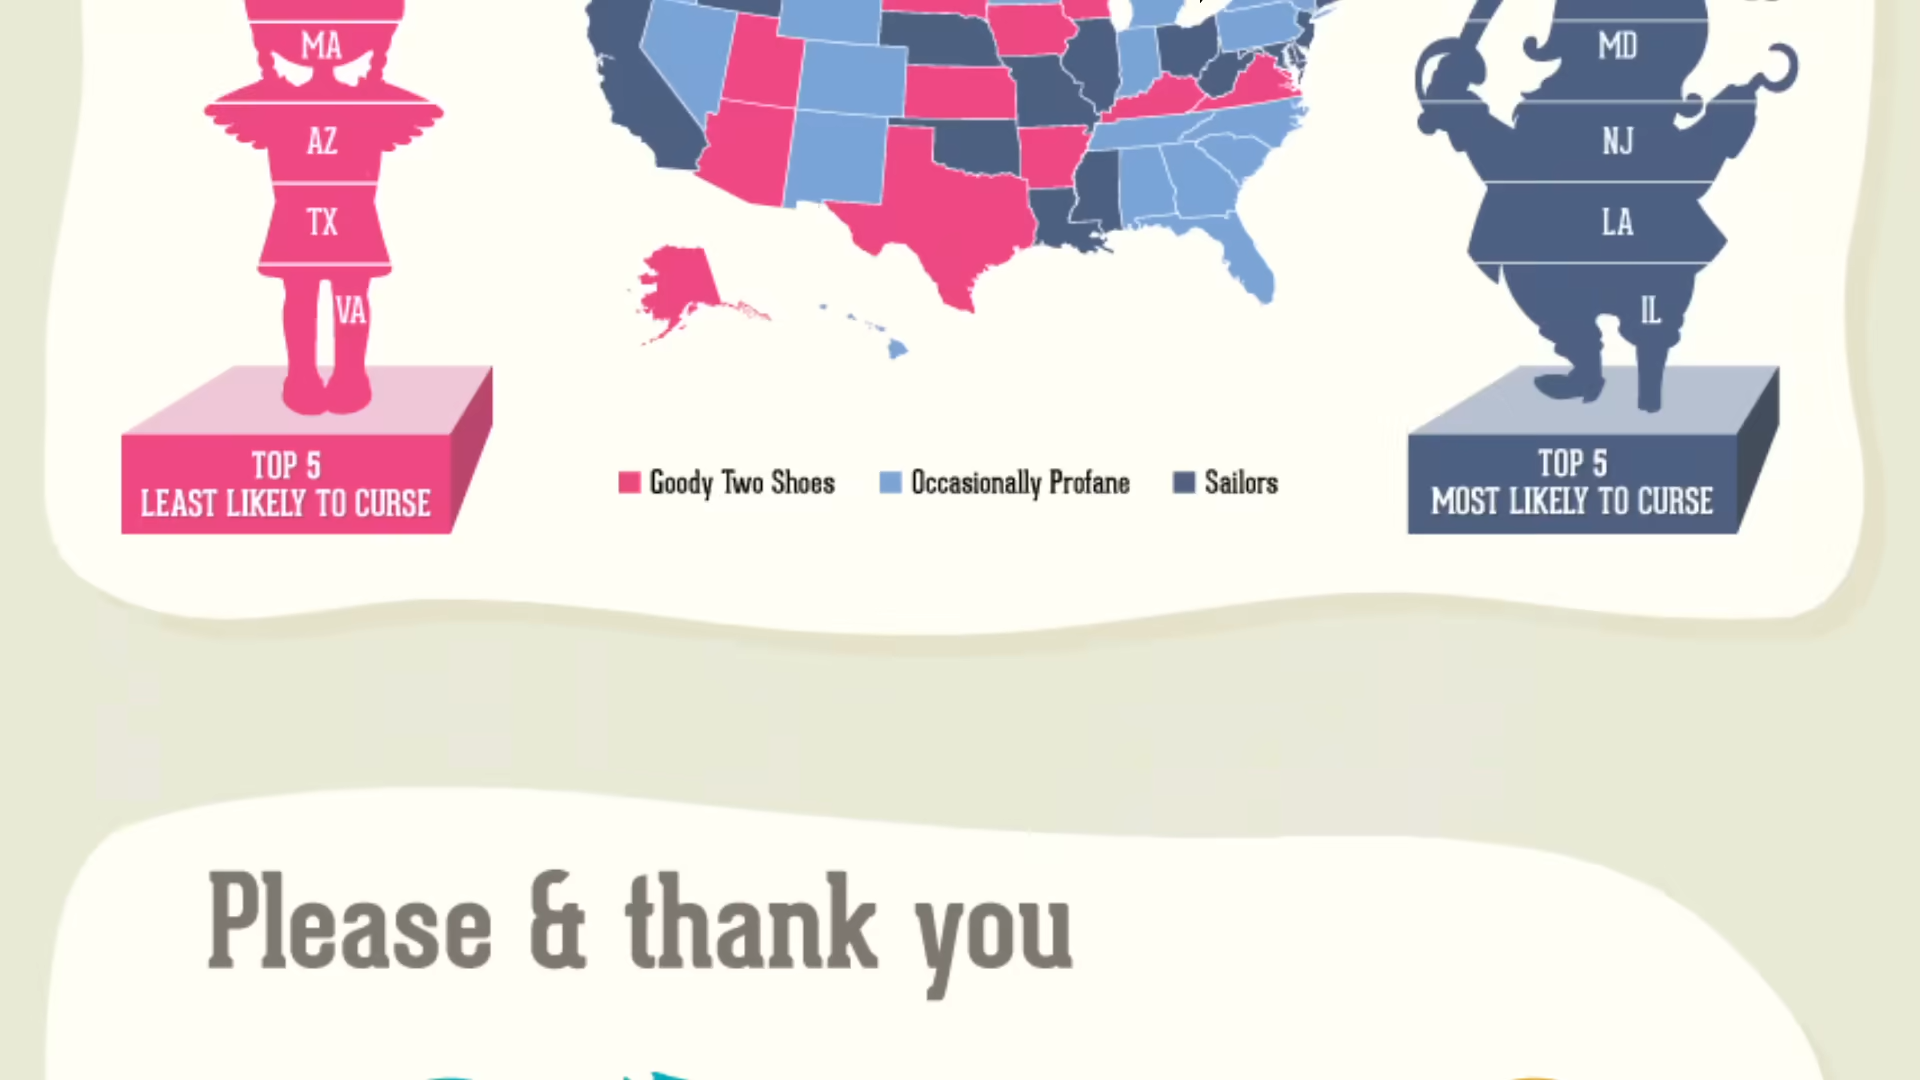 MA
AZ
TX
VA
TOP 5
LEAST LIKELY TO CURSE
Goody Two Shoes
Occasionally Profane
Sailors
MD
NJ
LA
IL
TOP 5
MOST LIKELY TO CURSE
Please & thank you